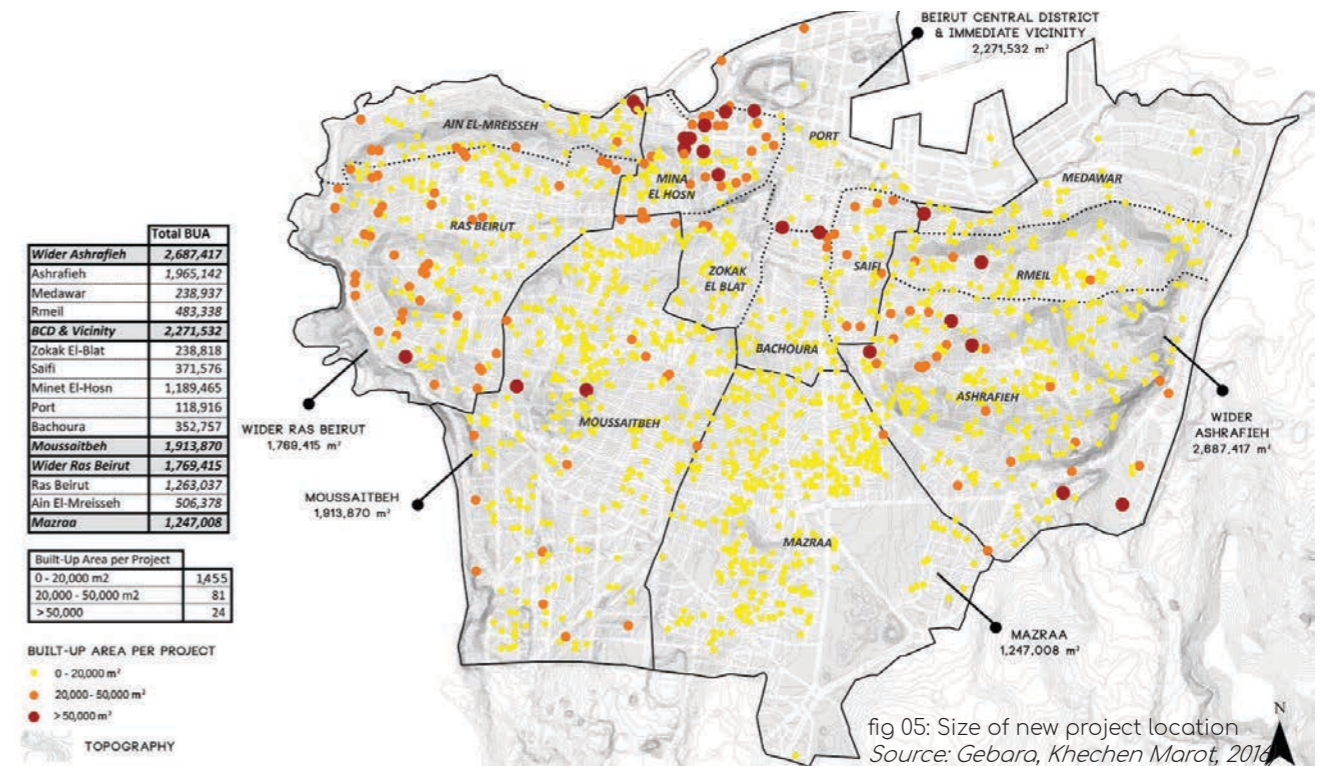 BEIRUT CENTRAL DISTRICT
& IMMEDIATE VICINITY
2,271,532 m²
AIN EL-MREISSEH
PORT
MEDAWAR
MINA
EL HOSN
RAS BEIRUT
ZOKAK
EL BLAT
SAIFI
RMEIL
BACHOURA
ASHRAFIEH
MOUSSAITBEH
MAZRAA
WIDER RAS BEIRUT
1,769,415 m²
MOUSSAITBEH
1,913,870 m²
WIDER
ASHRAFIEH
2,687,417 m²
MAZRAA
1,247,008 m²
Total BUA
Wider Ashrafieh 2,687,417
Ashrafieh 1,965,142
Medawar 238,937
Rmeil 483,338
BCD & Vicinity 2,271,532
Zokak El-Blat 238,818
Saifi 371,576
Minet El-Hosn 1,189,465
Port 118,916
Bachoura 352,757
Moussaitbeh 1,913,870
Wider Ras Beirut 1,769,415
Ras Beirut 1,263,037
Ain El-Mreisseh 506,378
Mazraa 1,247,008
Built-Up Area per Project
0 - 20,000 m2 1,455
20,000 - 50,000 m2 81
> 50,000 24
BUILT-UP AREA PER PROJECT
0 - 20,000 m²
20,000 - 50,000 m²
> 50,000 m²
TOPOGRAPHY
fig 05: Size of new project location
Source: Gebara, Khechen Marot, 2016
N